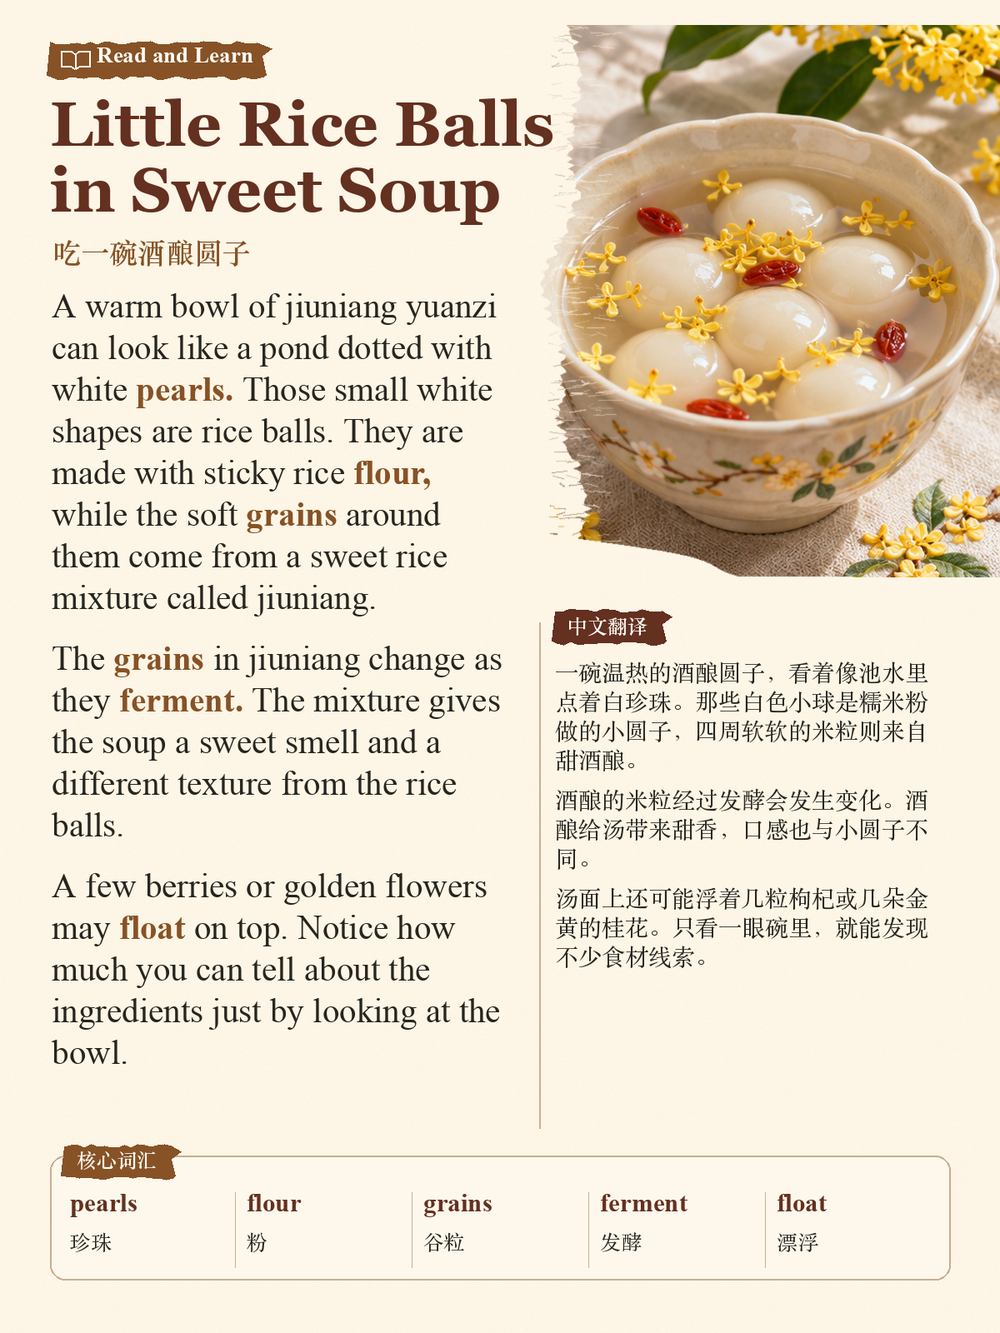 Read and Learn
Little Rice Balls
in Sweet Soup
吃一碗酒酿圆子
A warm bowl of jiuniang yuanzi
can look like a pond dotted with
white pearls. Those small white
shapes are rice balls. They are
made with sticky rice flour,
while the soft grains around
them come from a sweet rice
mixture called jiuniang.
The grains in jiuniang change as
they ferment. The mixture gives
the soup a sweet smell and a
different texture from the rice
balls.
A few berries or golden flowers
may float on top. Notice how
much you can tell about the
ingredients just by looking at the
bowl.
中文翻译
一碗温热的酒酿圆子，看着像池水里
点着白珍珠。那些白色小球是糯米粉
做的小圆子，四周软软的米粒则来自
甜酒酿。
酒酿的米粒经过发酵会发生变化。酒
酿给汤带来甜香，口感也与小圆子不
同。
汤面上还可能浮着几粒枸杞或几朵金
黄的桂花。只看一眼碗里，就能发现
不少食材线索。
核心词汇
pearls
珍珠
flour
粉
grains
谷粒
ferment
发酵
float
漂浮